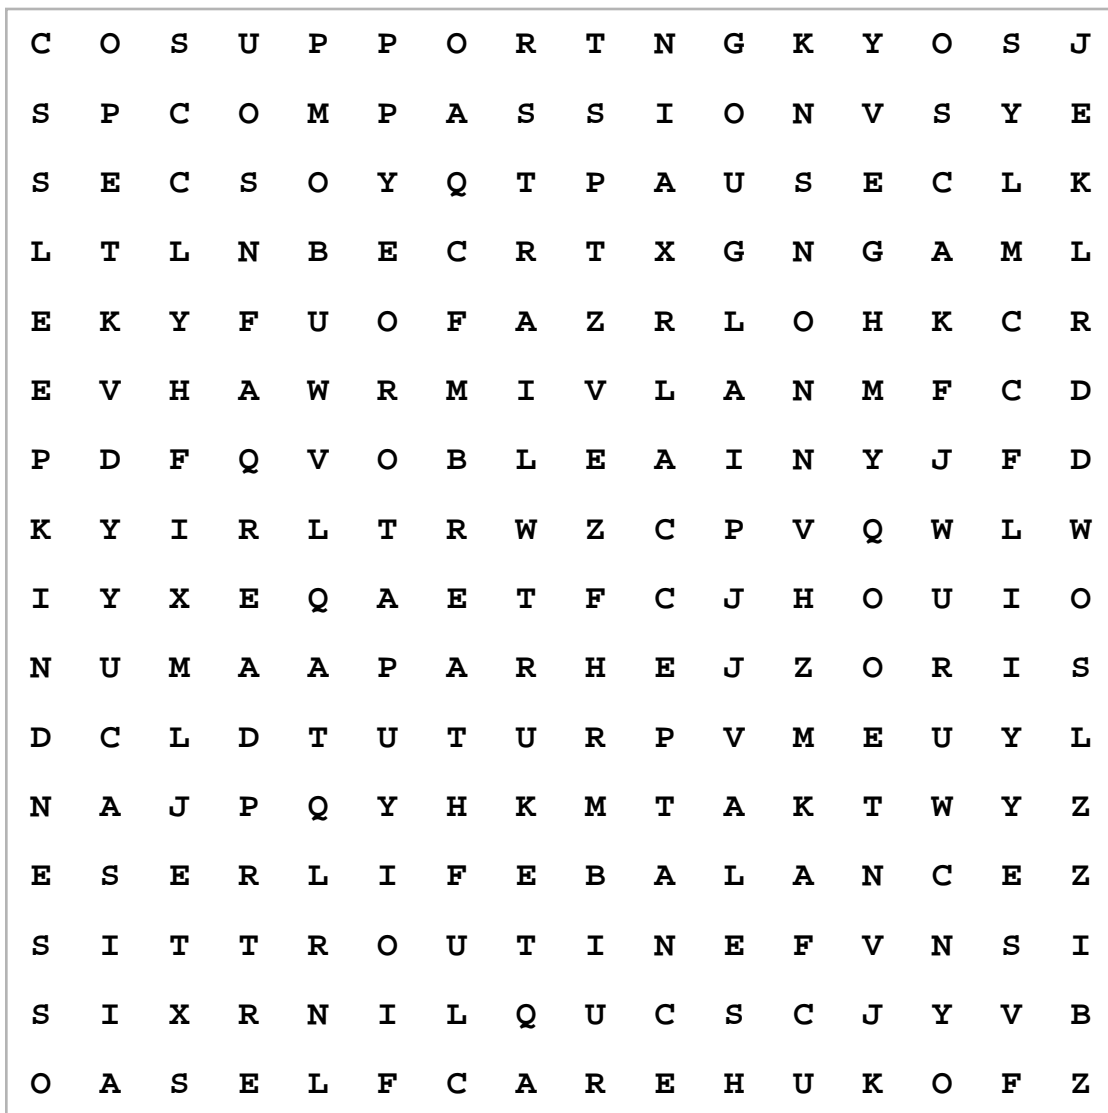 C O S U P P O R T N G K Y O S J
S P C O M P A S S I O N V S Y E
S E C S O Y Q T P A U S E C L K
L T L N B E C R T X G N G A M L
E K Y F U O F A Z R L O H K C R
E V H A W R M I V L A N M F C D
P D F Q V O B L E A I N Y J F D
K Y I R L T R W Z C P V Q W L W
I Y X E Q A E T F C J H O U I O
N U M A A P A R H E J Z O R I S
D C L D T U T U R P V M E U Y L
N A J P Q Y H K M T A K T W Y Z
E S E R L I F E B A L A N C E Z
S I T T R O U T I N E F V N S I
S I X R N I L Q U C S C J Y V B
O A S E L F C A R E H U K O F Z